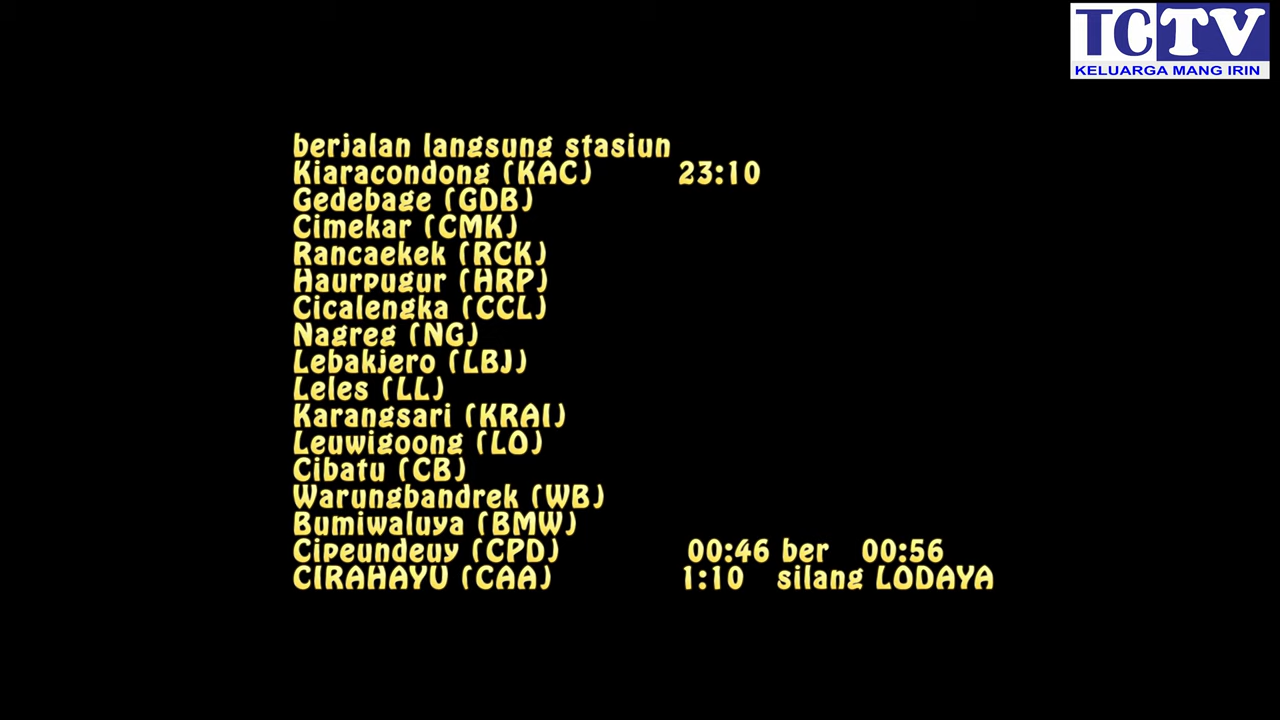 TCTV
KELUARGA MANG IRIN
berjalan langsung stasiun
Kiaracondong (KAC) 23:10
Gedebage (GDB)
Cimekar (CMK)
Rancaekek (RCK)
Haurpugur (HRP)
Cicalengka (CCL)
Nagreg (NG)
Lebakjero (LBJ)
Leles (LL)
Karangsari (KRAI)
Leuwigoong (LO)
Cibatu (CB)
Warungbandrek (WB)
Bumiwaluya (BMW)
Cipeundeuy (CPD) 00:46 ber 00:56
CIRAHAYU (CAA) 1:10 silang LODAYA